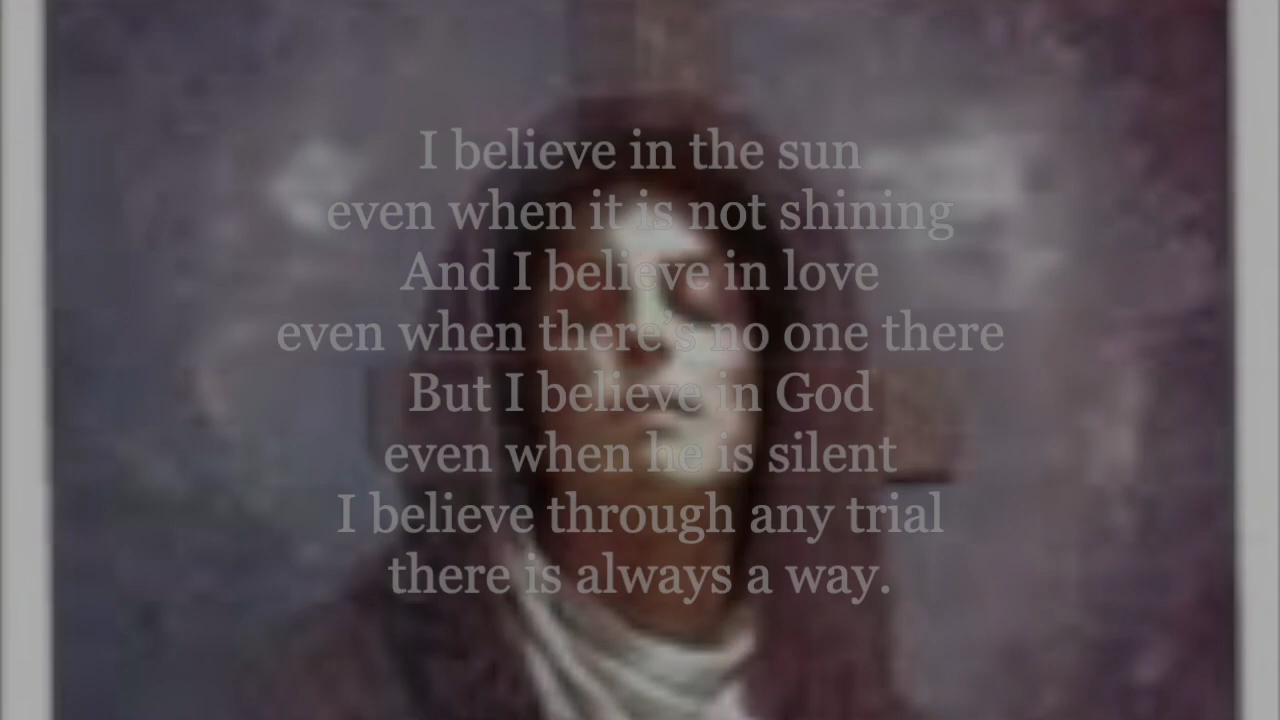 I believe in the sun
even when it is not shining
And I believe in love
even when there's no one there
But I believe in God
even when he is silent
I believe through any trial
there is always a way.